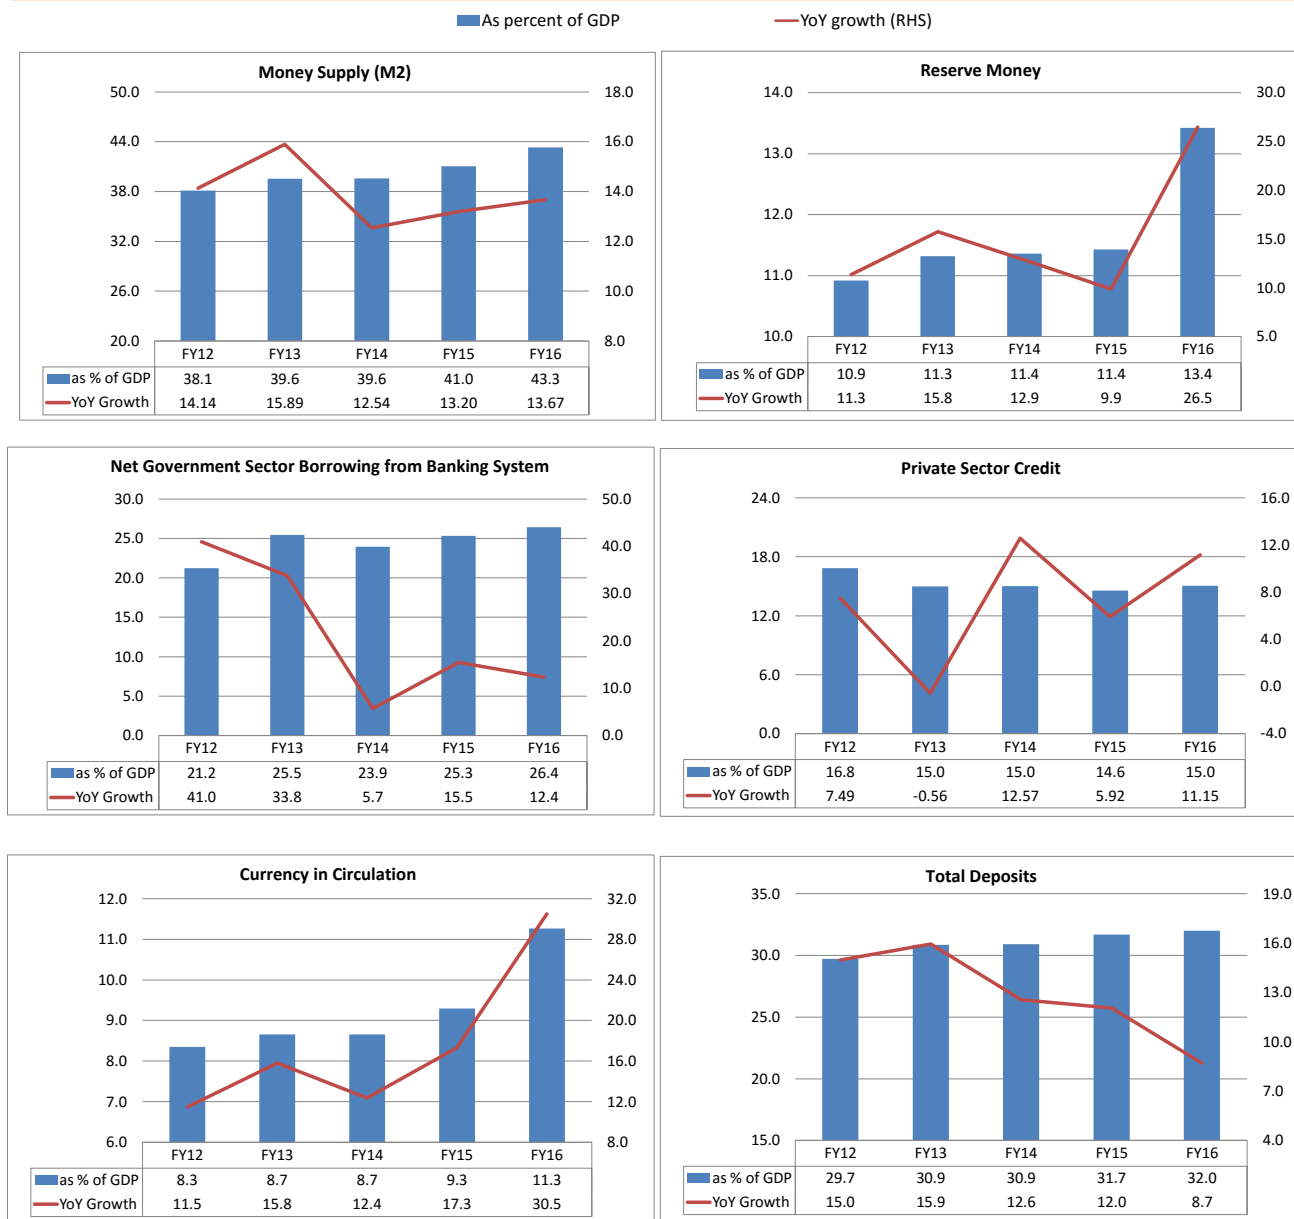 As percent of GDP YoY growth (RHS)
Money Supply (M2)
50.0 18.0
44.0 16.0
38.0 14.0
32.0 12.0
26.0 10.0
20.0 8.0
FY12 FY13 FY14 FY15 FY16
as % of GDP 38.1 39.6 39.6 41.0 43.3
YoY Growth 14.14 15.89 12.54 13.20 13.67
Reserve Money
14.0 30.0
25.0
13.0
20.0
12.0
15.0
11.0
10.0
10.0 5.0
FY12 FY13 FY14 FY15 FY16
as % of GDP 10.9 11.3 11.4 11.4 13.4
YoY Growth 11.3 15.8 12.9 9.9 26.5
Net Government Sector Borrowing from Banking System
30.0 50.0
25.0 40.0
20.0
30.0
15.0
20.0
10.0
5.0 10.0
0.0 0.0
FY12 FY13 FY14 FY15 FY16
as % of GDP 21.2 25.5 23.9 25.3 26.4
YoY Growth 41.0 33.8 5.7 15.5 12.4
Private Sector Credit
24.0 16.0
12.0
18.0
8.0
12.0
4.0
6.0 0.0
0.0 -4.0
FY12 FY13 FY14 FY15 FY16
as % of GDP 16.8 15.0 15.0 14.6 15.0
YoY Growth 7.49 -0.56 12.57 5.92 11.15
Currency in Circulation
12.0 32.0
11.0 28.0
10.0 24.0
9.0 20.0
8.0 16.0
7.0 12.0
6.0 8.0
FY12 FY13 FY14 FY15 FY16
as % of GDP 8.3 8.7 8.7 9.3 11.3
YoY Growth 11.5 15.8 12.4 17.3 30.5
Total Deposits
35.0 19.0
30.0 16.0
13.0
25.0
10.0
20.0
7.0
15.0 4.0
FY12 FY13 FY14 FY15 FY16
as % of GDP 29.7 30.9 30.9 31.7 32.0
YoY Growth 15.0 15.9 12.6 12.0 8.7